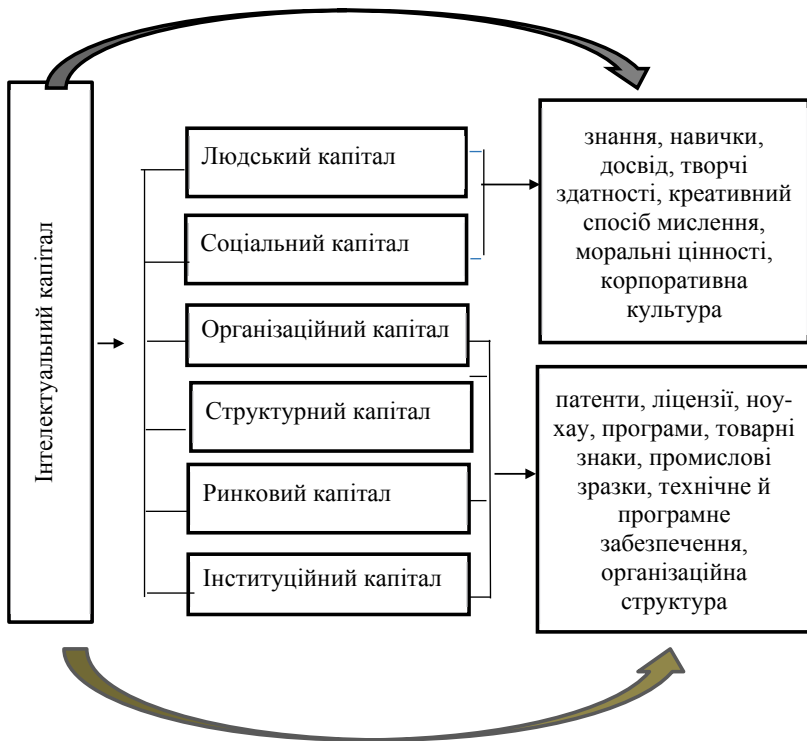 Інтелектуальний капітал
Людський капітал
Соціальний капітал
Організаційний капітал
Структурний капітал
Ринковий капітал
Інституційний капітал
знання, навички,
досвід, творчі
здатності, креативний
спосіб мислення,
моральні цінності,
корпоративна
культура
патенти, ліцензії, ноу-
хау, програми, товарні
знаки, промислові
зразки, технічне й
програмне
забезпечення,
організаційна
структура